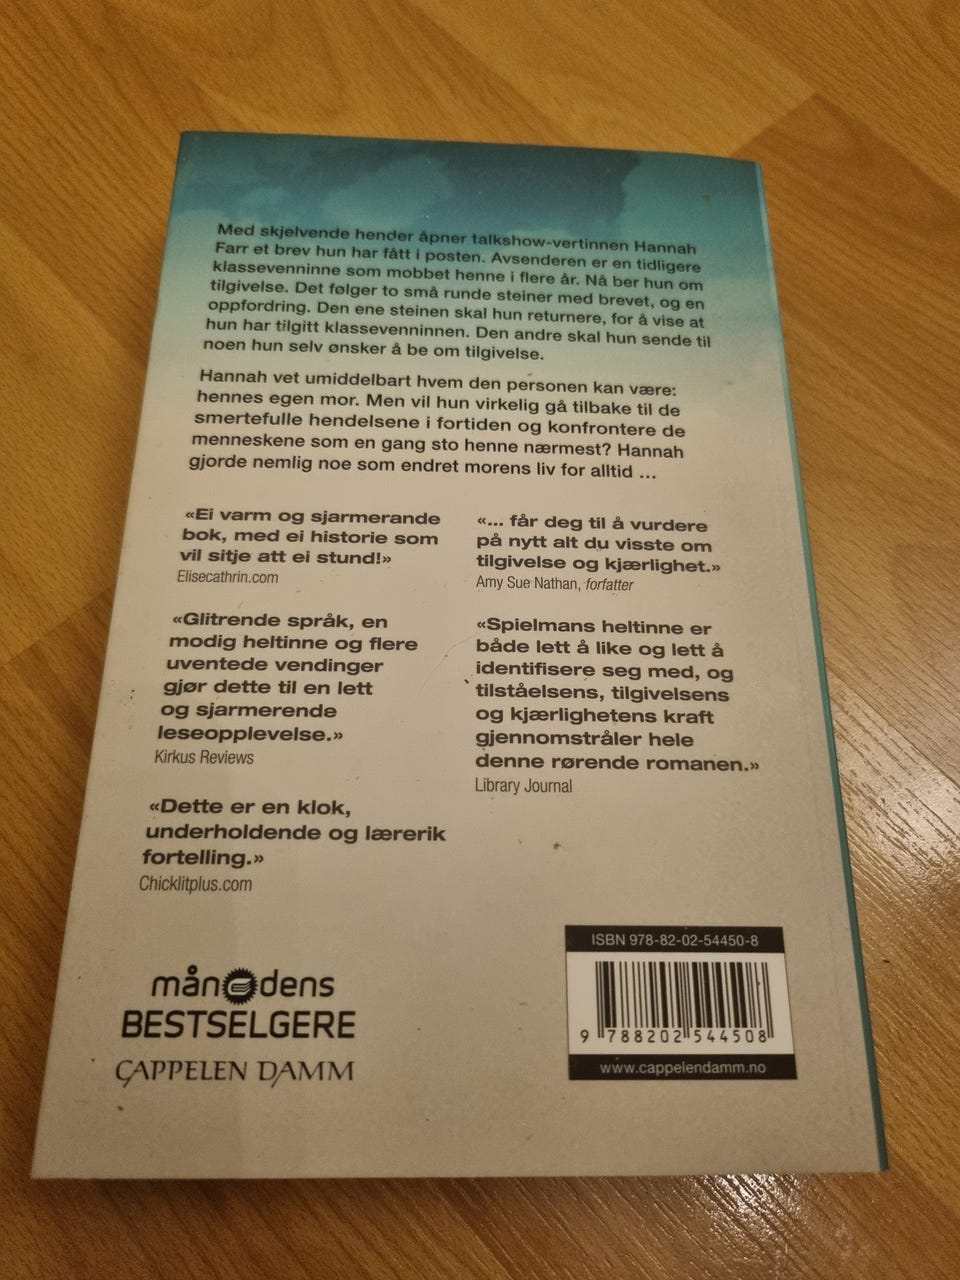 Med skjelvende hender åpner talkshow-vertinnen Hannah
Farr et brev hun har fått i posten. Avsenderen er en tidligere
klassevenninne som mobbet henne i flere år. Nå ber hun om
tilgivelse. Det følger to små runde steiner med brevet, og en
oppfordring. Den ene steinen skal hun returnere, for å vise at
hun har tilgitt klassevenninnen. Den andre skal hun sende til
noen hun selv ønsker å be om tilgivelse.
Hannah vet umiddelbart hvem den personen kan være:
hennes egen mor. Men vil hun virkelig gå tilbake til de
smertefulle hendelsene i fortiden og konfrontere de
menneskene som en gang sto henne nærmest? Hannah
gjorde nemlig noe som endret morens liv for alltid ...
«Ei varm og sjarmerande
bok, med ei historie som
vil sitje att ei stund!»
Elisecathrin.com
«Glitrende språk, en
modig heltinne og flere
uventede vendinger
gjør dette til en lett
og sjarmerende
leseopplevelse.»
Kirkus Reviews
«Dette er en klok,
underholdende og lærerik
fortelling.»
Chicklitplus.com
«... får deg til å vurdere
på nytt alt du visste om
tilgivelse og kjærlighet.»
Amy Sue Nathan, forfatter
«Spielmans heltinne er
både lett å like og lett å
identifisere seg med, og
tilståelsens, tilgivelsens
og kjærlighetens kraft
gjennomstråler hele
denne rørende romanen.»
Library Journal
månedens
BESTSELGERE
CAPPELEN DAMM
ISBN 978-82-02-54450-8
9 788202 544508
www.cappelendamm.no